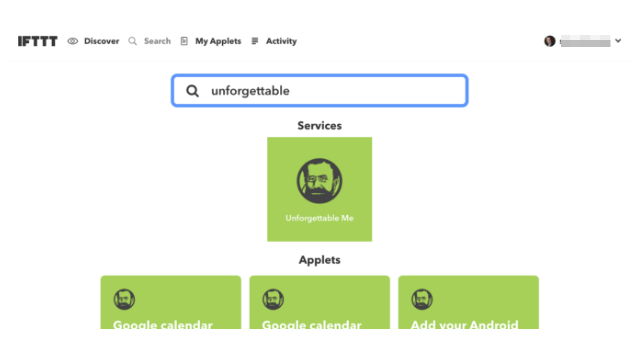 IFTTT Discover Search My Applets Activity
unforgettable
Services
Unforgettable Me
Applets
Google calendar Google calendar Add your Android